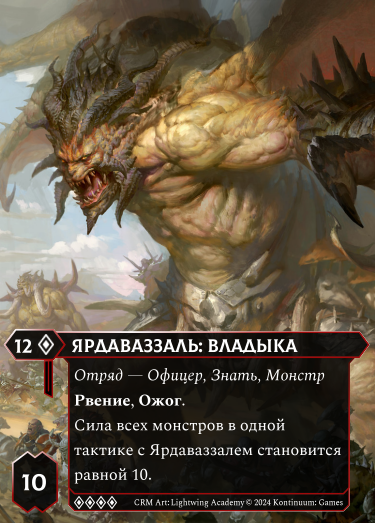 12 ЯРДАВАЗЗАЛЬ: ВЛАДЫКА
Отряд — Офицер, Знать, Монстр
Рвение, Ожог.
Сила всех монстров в одной
тактике с Ярдаваззалем становится
равной 10.
10
CRM Art: Lightwing Academy © 2024 Kontinuum: Games